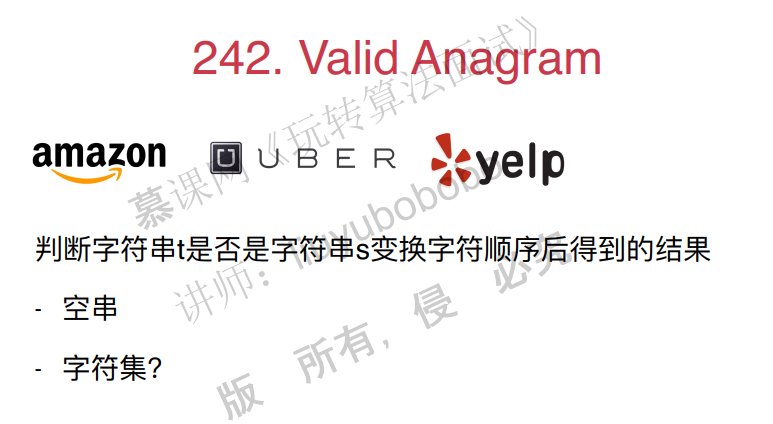 242. Valid Anagram
amazon UBER yelp
判断字符串t是否是字符串s变换字符顺序后得到的结果
- 空串
- 字符集?
慕课网《玩转算法面试》
讲师：liuyubobobo
版 所有，侵 必究